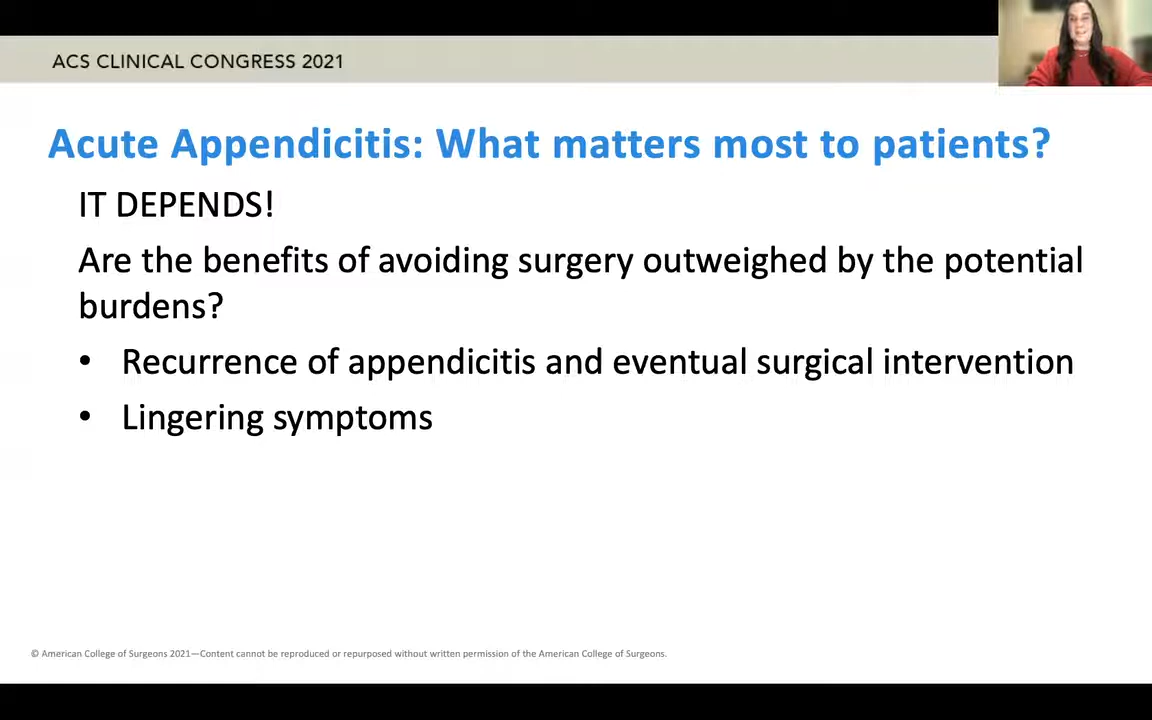 ACS CLINICAL CONGRESS 2021
Acute Appendicitis: What matters most to patients?
IT DEPENDS!
Are the benefits of avoiding surgery outweighed by the potential
burdens?
• Recurrence of appendicitis and eventual surgical intervention
• Lingering symptoms
© American College of Surgeons 2021—Content cannot be reproduced or repurposed without written permission of the American College of Surgeons.